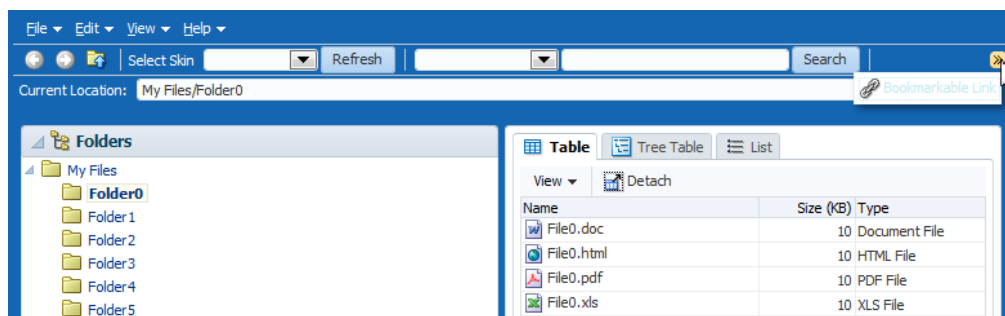 File Edit View Help
Select Skin Refresh Search
Bookmarkable Link
Current Location: My Files/Folder0
Folders
My Files
Folder0
Folder1
Folder2
Folder3
Folder4
Folder5
Table Tree Table List
View Detach
Name Size (KB) Type
File0.doc 10 Document File
File0.html 10 HTML File
File0.pdf 10 PDF File
File0.xls 10 XLS File